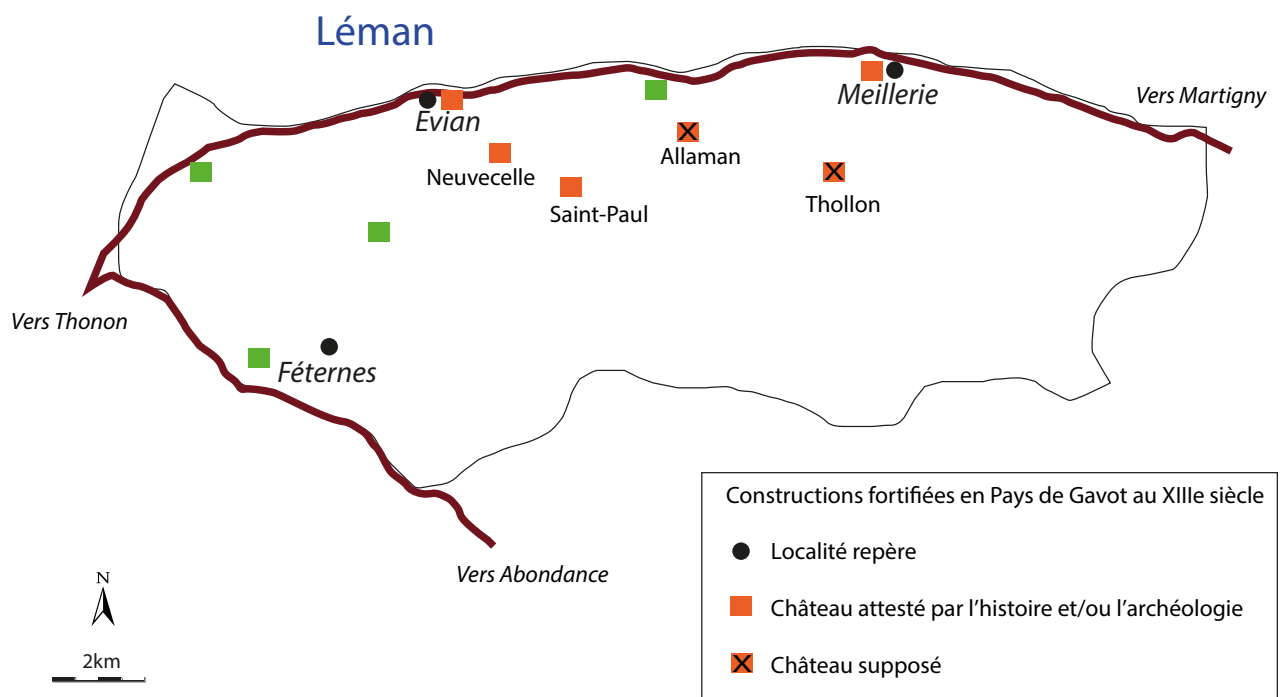 Léman
Vers Martigny
Meillerie
Evian
Allaman
Neuvecelle
Thollon
Saint-Paul
Vers Thonon
Féternes
Vers Abondance
N
2km
Constructions fortifiées en Pays de Gavot au XIIIe siècle
Localité repère
Château attesté par l'histoire et/ou l'archéologie
Château supposé